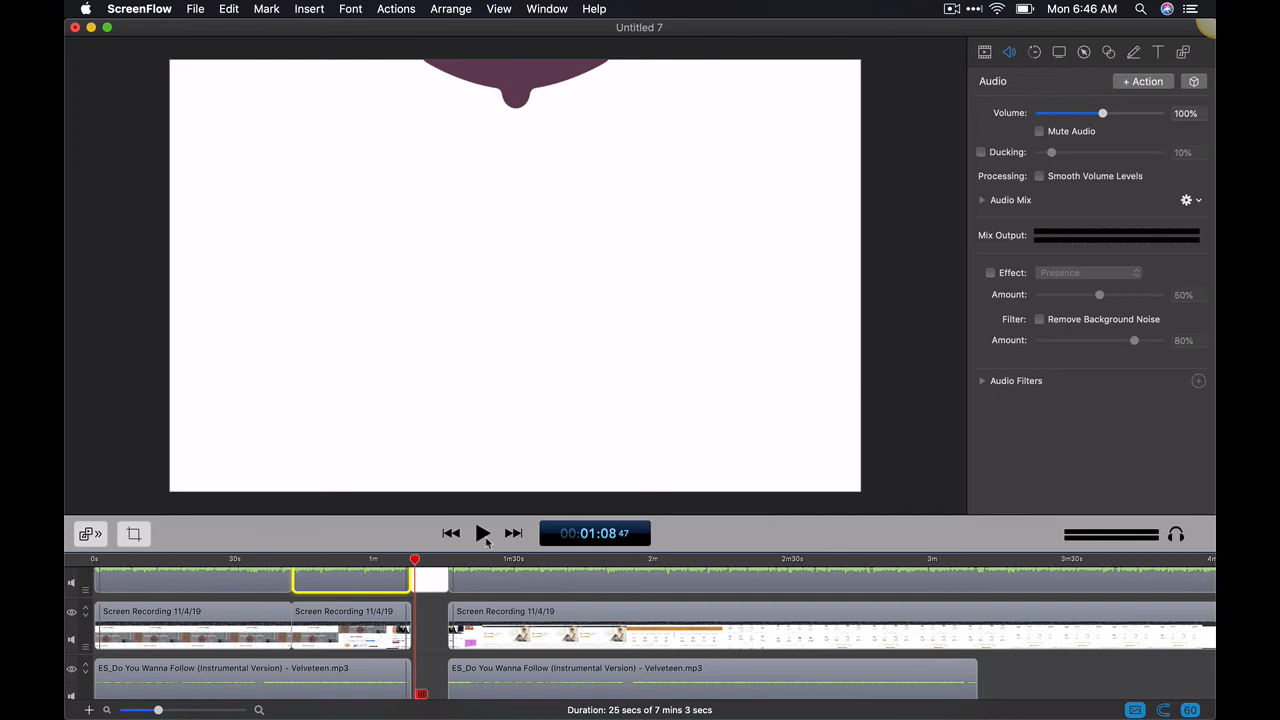 ScreenFlow File Edit Mark Insert Font Actions Arrange View Window Help Mon 6:46 AM
Untitled 7
Audio + Action
Volume: 100%
Mute Audio
Ducking: 10%
Processing: Smooth Volume Levels
Audio Mix
Mix Output:
Effect: Presence
Amount: 50%
Filter: Remove Background Noise
Amount: 80%
Audio Filters
00:01:08 47
0s 30s 1m 1m30s 2m 2m30s 3m 3m30s 4m
Screen Recording 11/4/19 Screen Recording 11/4/19 Screen Recording 11/4/19
ES_Do You Wanna Follow (Instrumental Version) - Velveteen.mp3 ES_Do You Wanna Follow (Instrumental Version) - Velveteen.mp3
Duration: 25 secs of 7 mins 3 secs 60